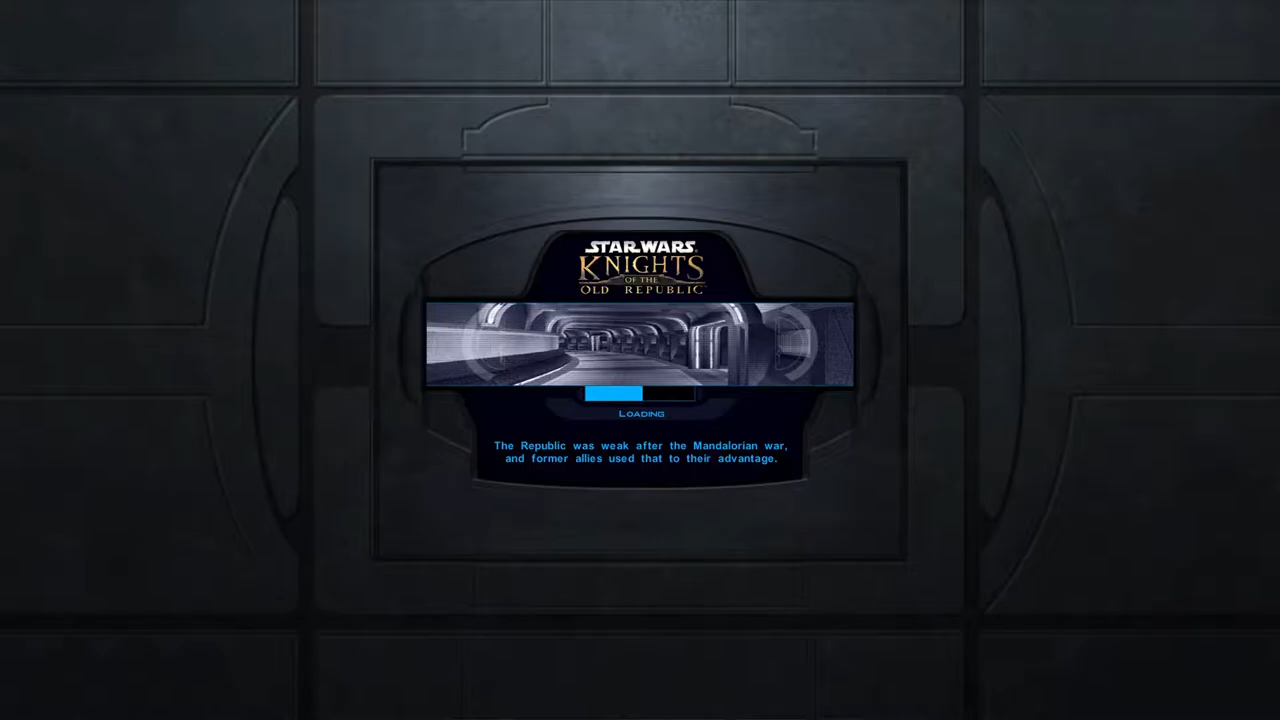 STAR WARS
KNIGHTS
OF THE
OLD REPUBLIC
LOADING
The Republic was weak after the Mandalorian war,
and former allies used that to their advantage.